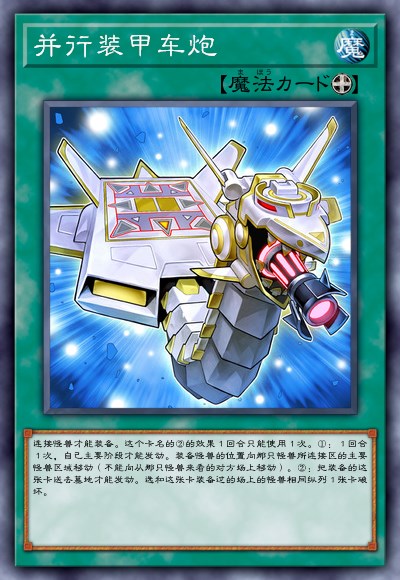 并行装甲车炮
魔
【魔法カード】
まほう
连接怪兽才能装备。这个卡名的②的效果1回合只能使用1次。①：1回合
1次，自己主要阶段才能发动。装备怪兽的位置向那只怪兽所连接区的主要
怪兽区域移动（不能向从那只怪兽来看的对方场上移动）。②：把装备的这
张卡送去墓地才能发动。选和这张卡装备过的场上的怪兽相同纵列1张卡破
坏。